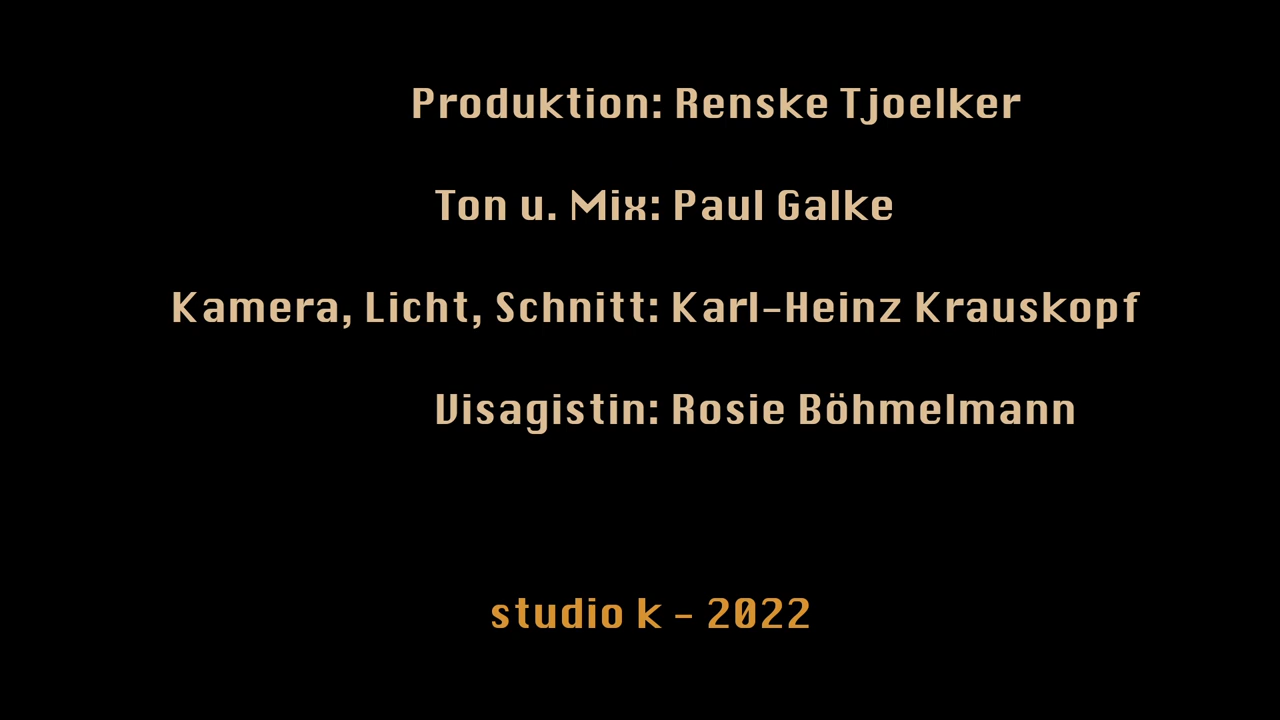 Produktion: Renske Tjoelker
Ton u. Mix: Paul Galke
Kamera, Licht, Schnitt: Karl-Heinz Krauskopf
Visagistin: Rosie Böhmelmann
studio k - 2022